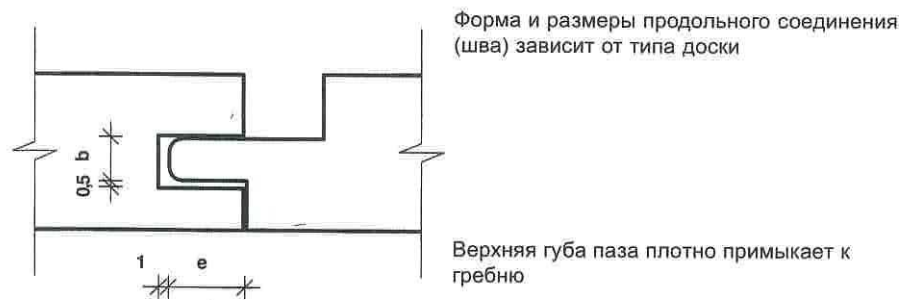 Форма и размеры продольного соединения
(шва) зависит от типа доски
b
0,5
1 e
Верхняя губа паза плотно примыкает к
гребню